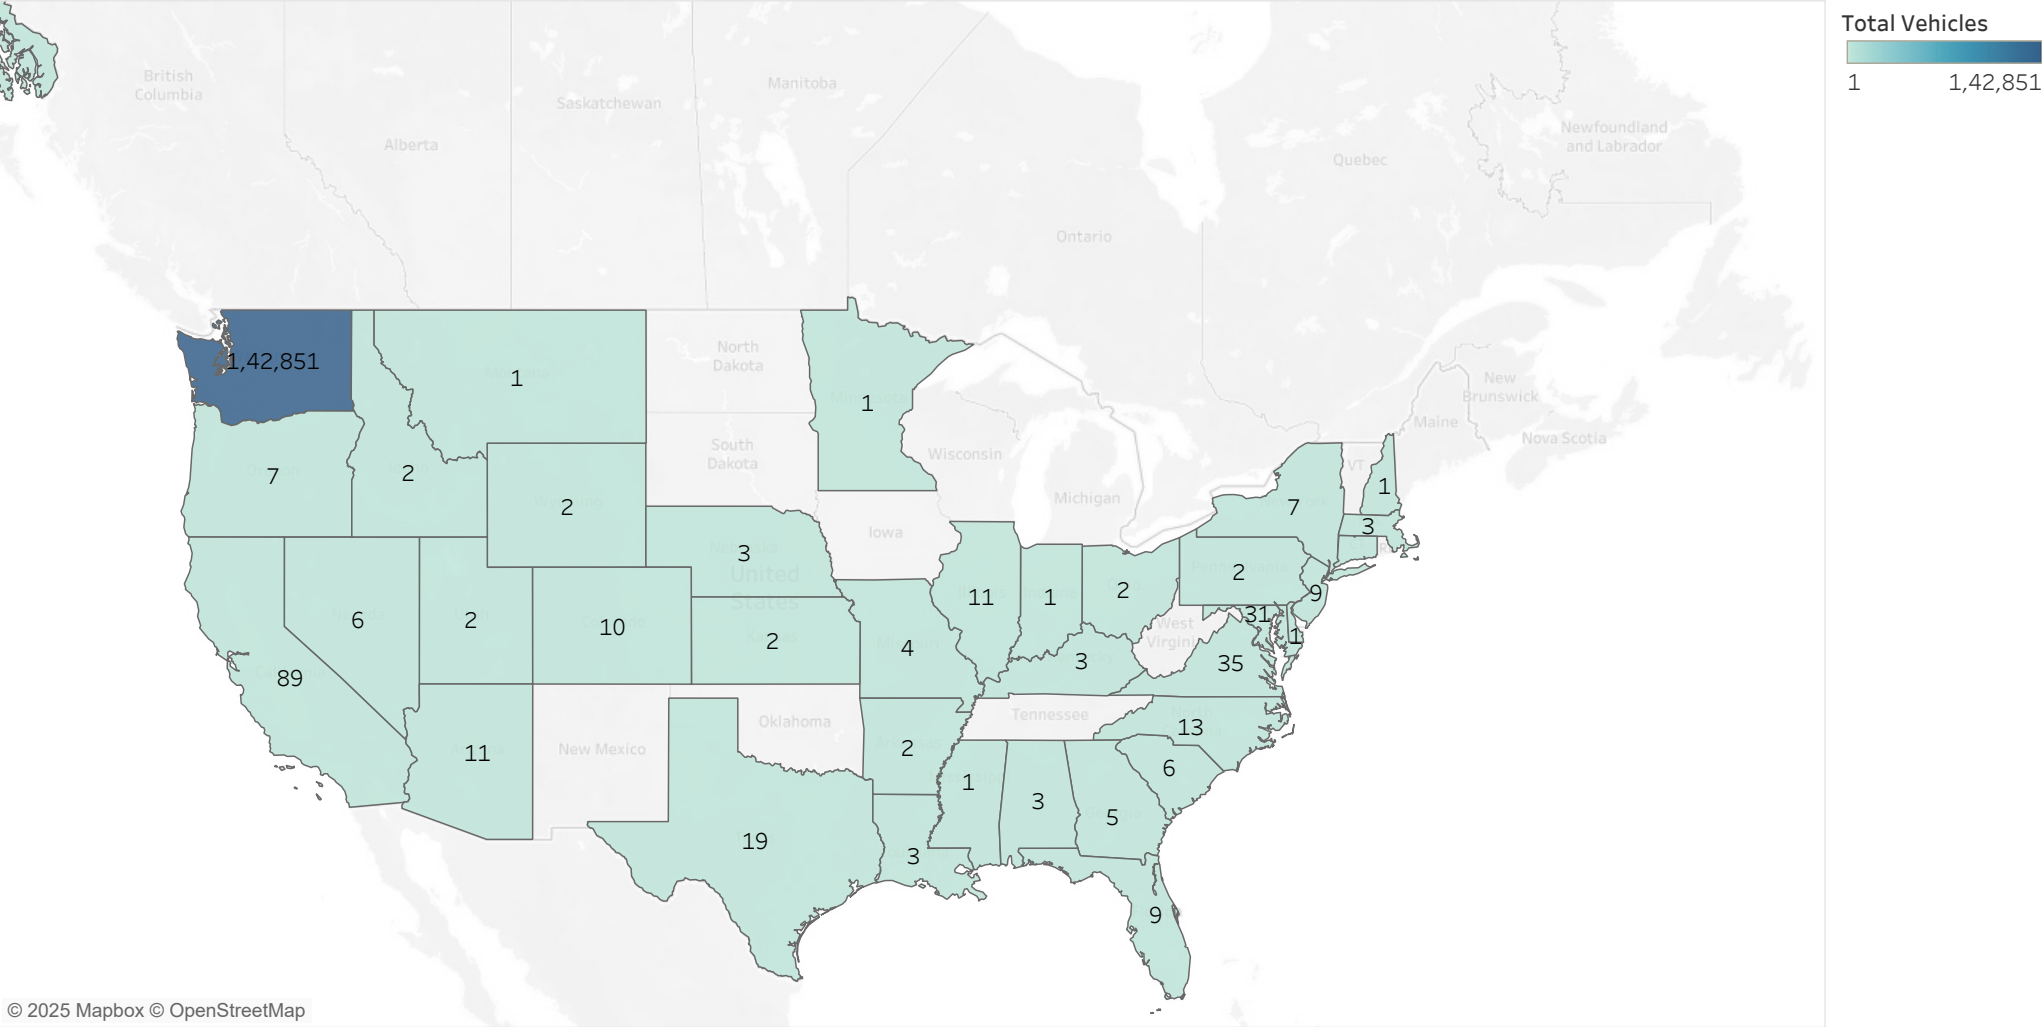 Total Vehicles
1
1,42,851
British
Columbia
Alberta
Saskatchewan
Manitoba
Ontario
Quebec
Newfoundland
and Labrador
New
Brunswick
Nova Scotia
Maine
VT
North
Dakota
South
Dakota
Wisconsin
Michigan
Iowa
United
States
West
Virginia
Tennessee
Oklahoma
New Mexico
1,42,851
1
1
7
2
2
3
7
1
3
2
9
31
1
35
11
1
2
3
4
2
10
2
6
89
11
19
2
3
1
3
5
6
13
9
© 2025 Mapbox © OpenStreetMap